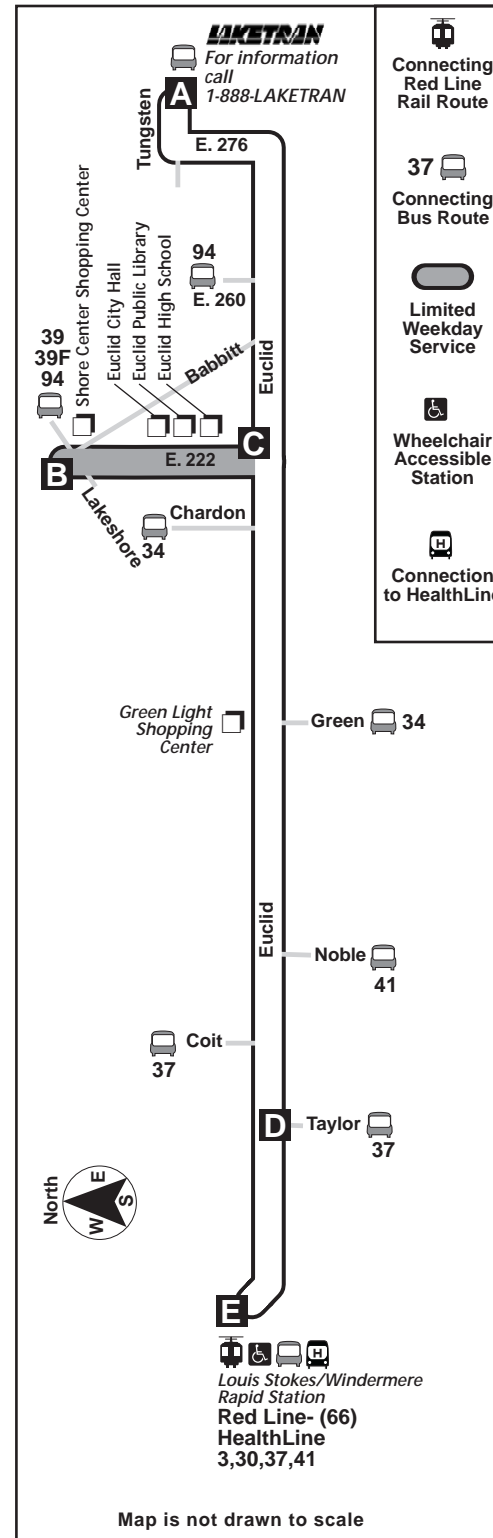 LAKETRAN
For information
call
1-888-LAKETRAN
A
Tungsten
E. 276
94
E. 260
Shore Center Shopping Center
Euclid City Hall
Euclid Public Library
Euclid High School
39
39F
94
Babbitt
Euclid
C
B
E. 222
Lakeshore
Chardon
34
Green Light
Shopping
Center
Green
34
Euclid
Noble
41
Coit
37
D
Taylor
37
North
E
S
W
E
H
Louis Stokes/Windermere
Rapid Station
Red Line- (66)
HealthLine
3,30,37,41
Map is not drawn to scale
Connecting
Red Line
Rail Route
37
Connecting
Bus Route
Limited
Weekday
Service
Wheelchair
Accessible
Station
H
Connection
to HealthLine